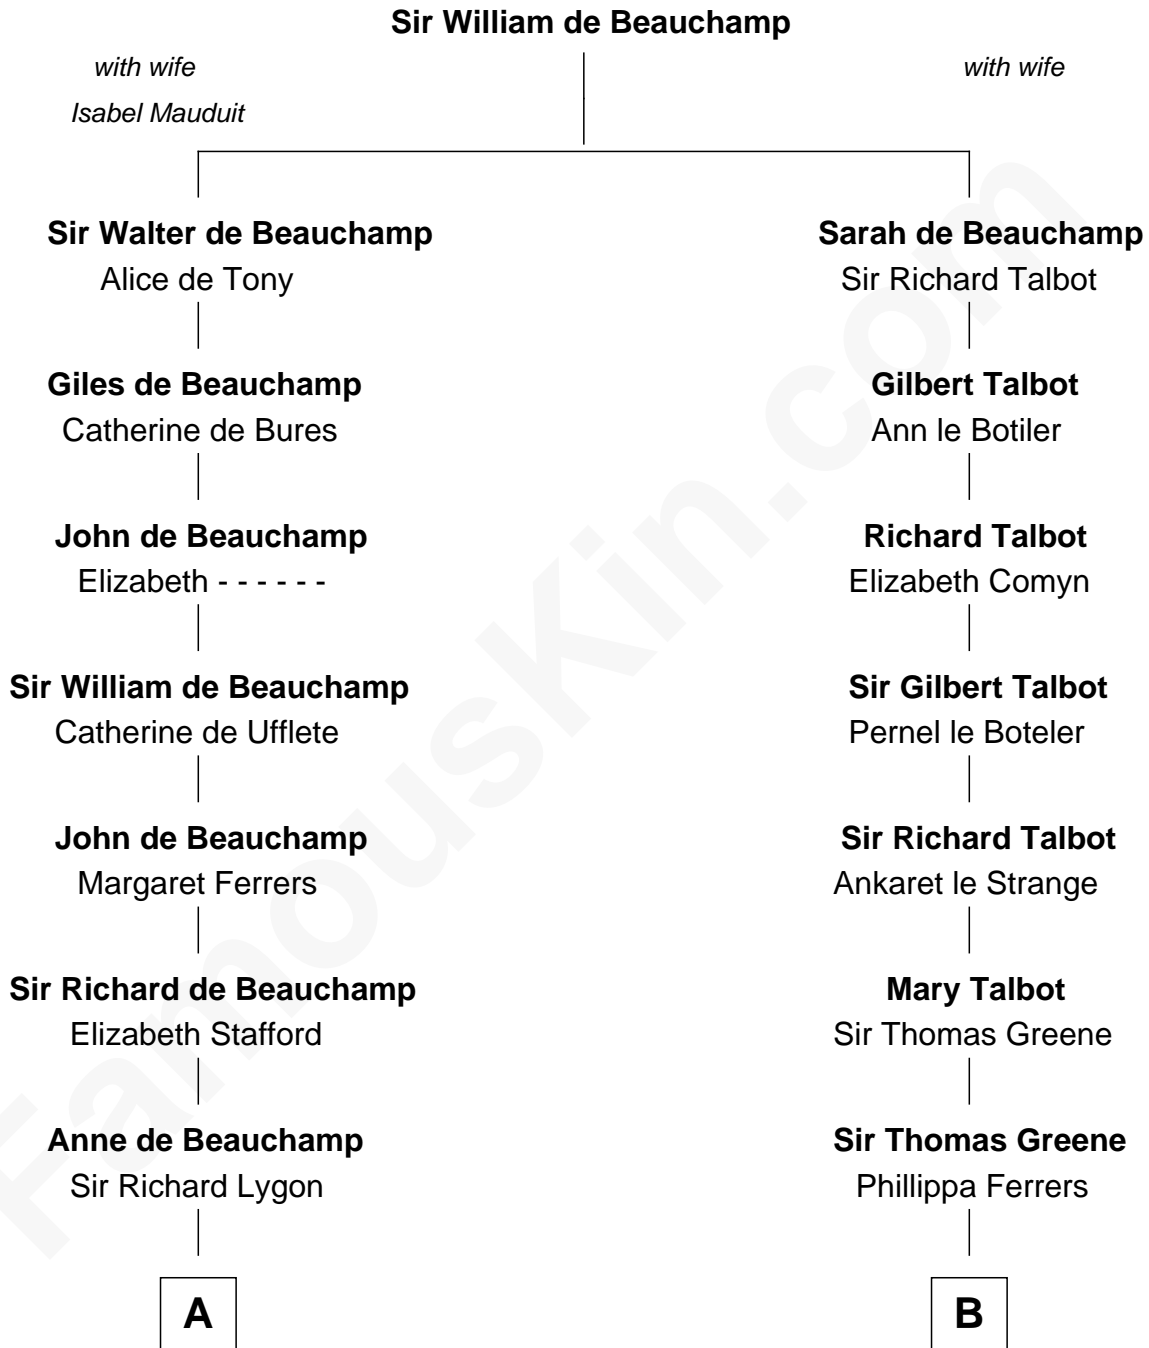 Sir William de Beauchamp
with wife
Isabel Mauduit
with wife
Sir Walter de Beauchamp
Alice de Tony
Sarah de Beauchamp
Sir Richard Talbot
Giles de Beauchamp
Catherine de Bures
Gilbert Talbot
Ann le Botiler
John de Beauchamp
Elizabeth - - - - - -
Richard Talbot
Elizabeth Comyn
Sir William de Beauchamp
Catherine de Ufflete
Sir Gilbert Talbot
Pernel le Boteler
John de Beauchamp
Margaret Ferrers
Sir Richard Talbot
Ankaret le Strange
Sir Richard de Beauchamp
Elizabeth Stafford
Mary Talbot
Sir Thomas Greene
Anne de Beauchamp
Sir Richard Lygon
Sir Thomas Greene
Phillippa Ferrers
A
B
FamousKin.com